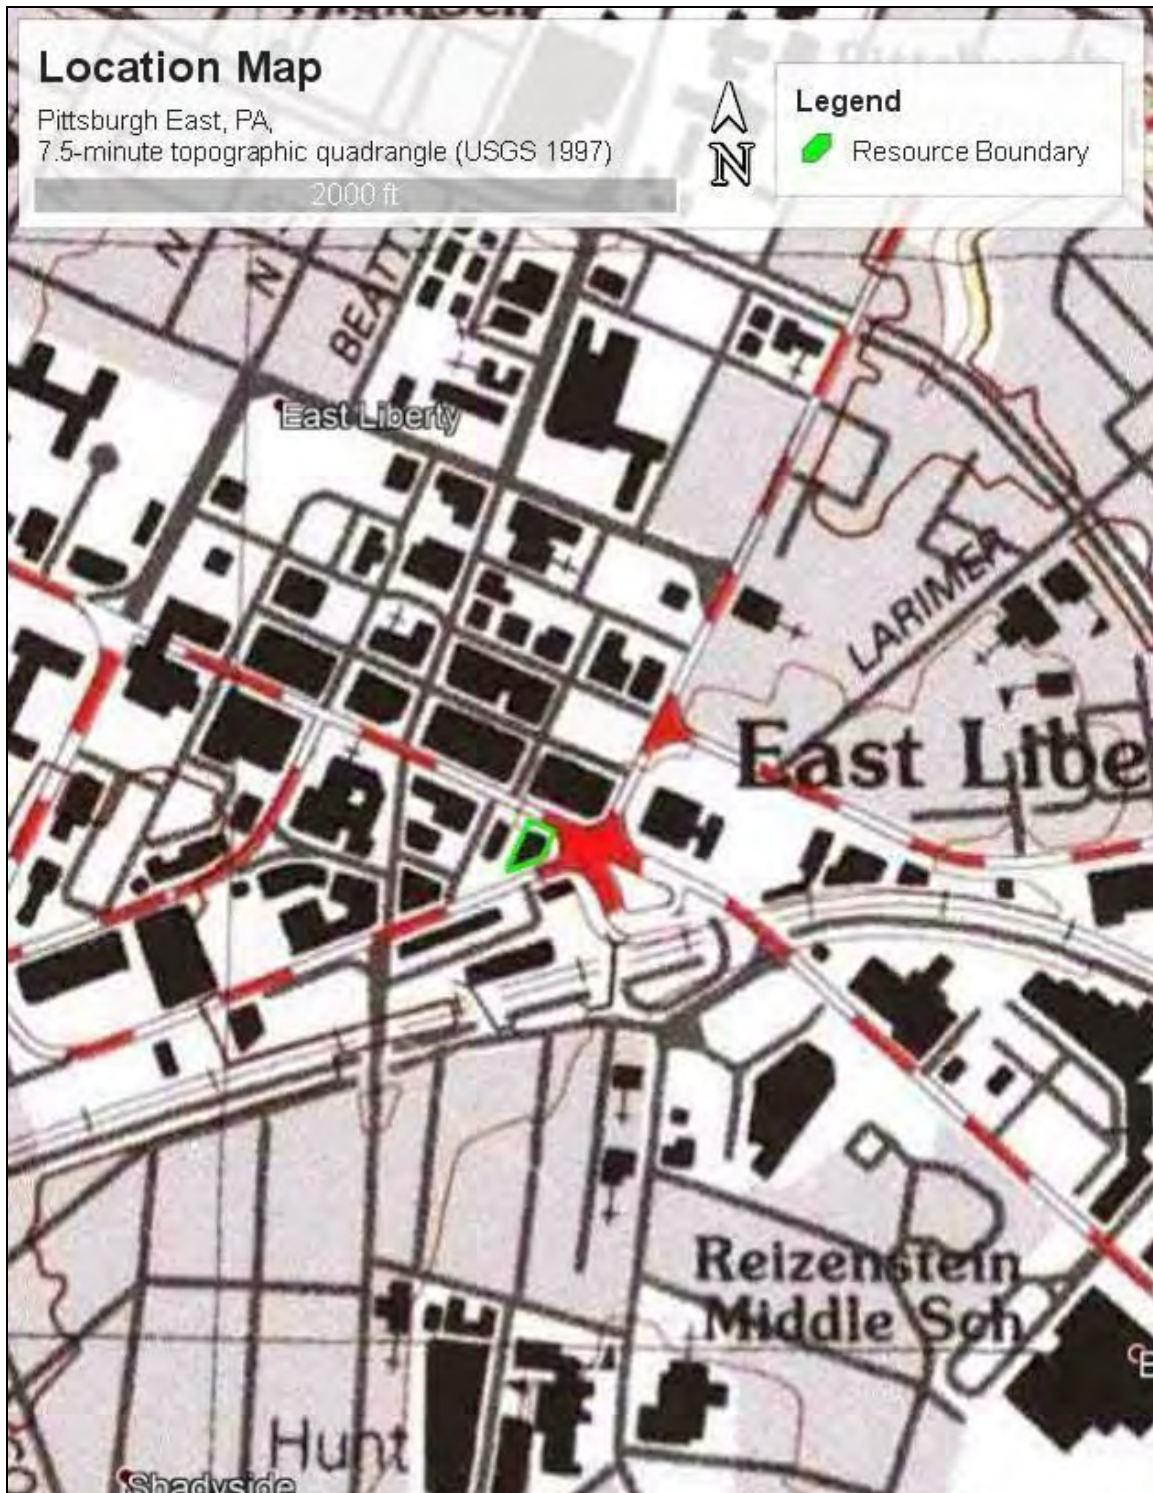 Location Map
Pittsburgh East, PA,
7.5-minute topographic quadrangle (USGS 1997)
2000 ft
N
Legend
Resource Boundary
N
N
BEATT
East Liberty
LARIMER
East Libe
Reizenstein
Middle Sch
Hunt
Shadyside